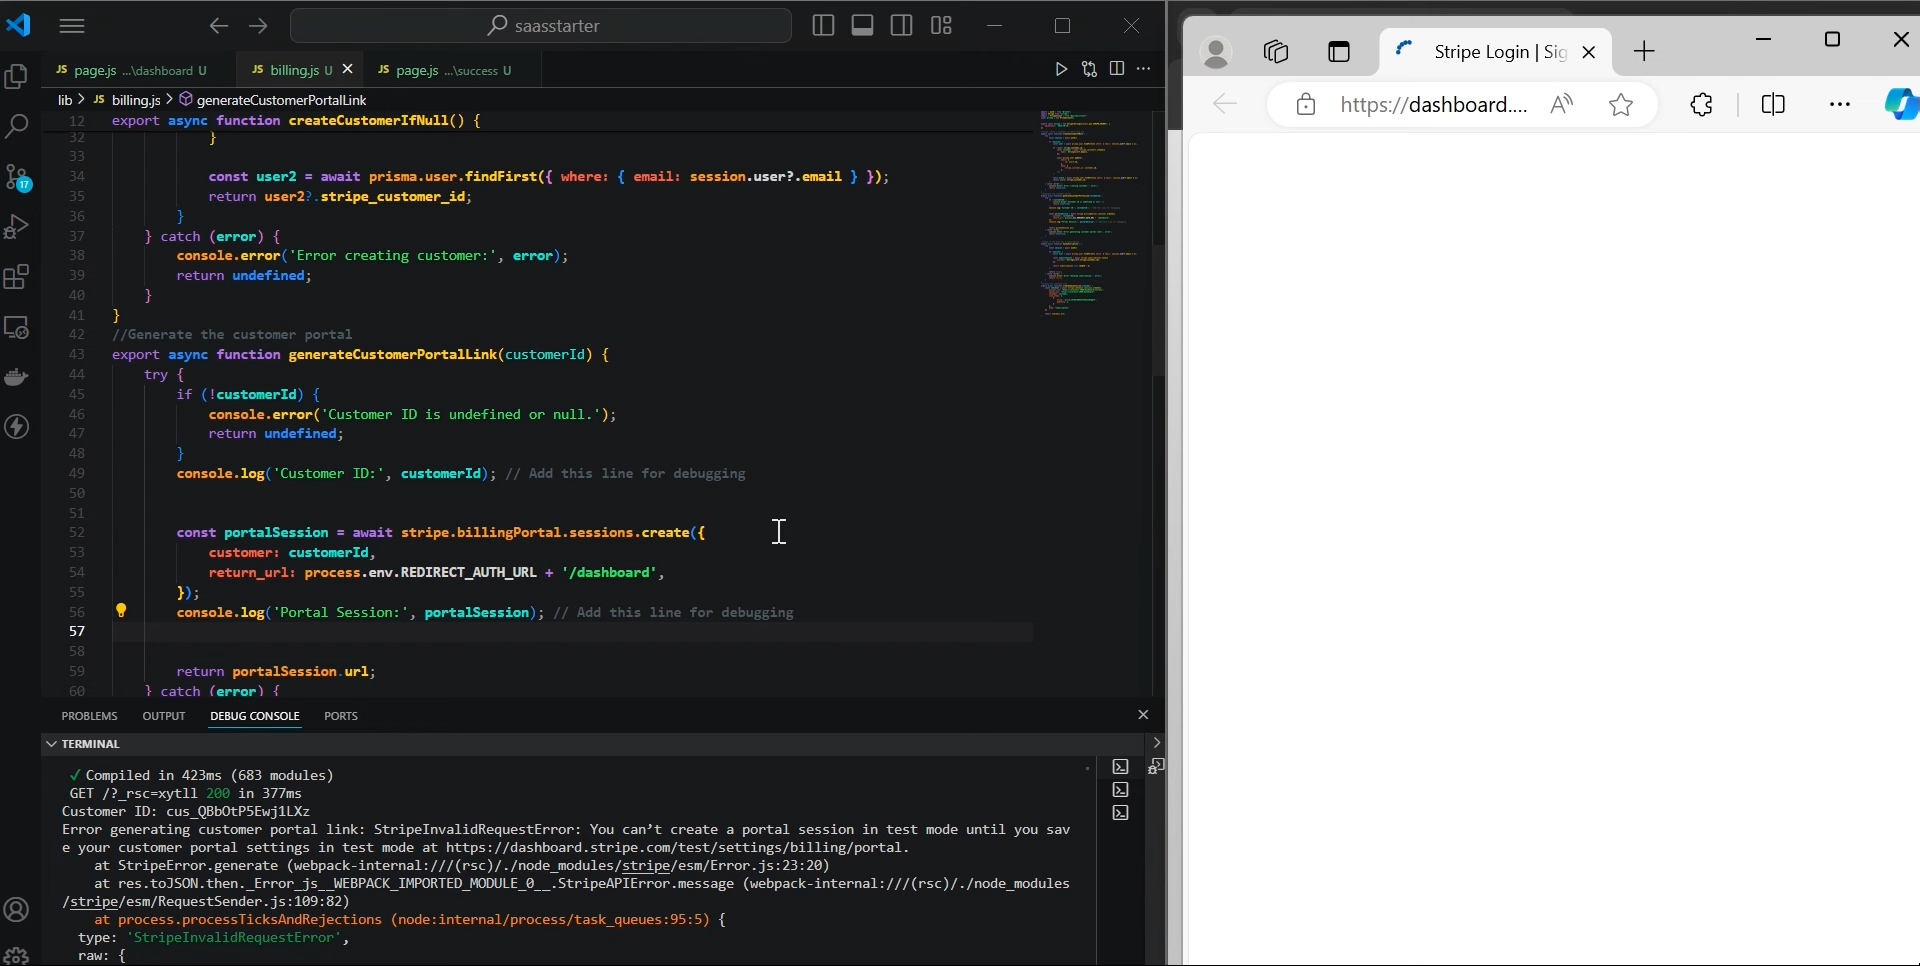 saasstarter
JS page.js ...\dashboard U
JS billing.js U
JS page.js ...\success U
lib > JS billing.js > generateCustomerPortalLink
12 export async function createCustomerIfNull() {
32 }
33
34 const user2 = await prisma.user.findFirst({ where: { email: session.user?.email } });
35 return user2?.stripe_customer_id;
36 }
37 } catch (error) {
38 console.error('Error creating customer:', error);
39 return undefined;
40 }
41 }
42 //Generate the customer portal
43 export async function generateCustomerPortalLink(customerId) {
44 try {
45 if (!customerId) {
46 console.error('Customer ID is undefined or null.');
47 return undefined;
48 }
49 console.log('Customer ID:', customerId); // Add this line for debugging
50
51
52 const portalSession = await stripe.billingPortal.sessions.create({
53 customer: customerId,
54 return_url: process.env.REDIRECT_AUTH_URL + '/dashboard',
55 });
56 console.log('Portal Session:', portalSession); // Add this line for debugging
57
58
59 return portalSession.url;
60 } catch (error) {
17
PROBLEMS OUTPUT DEBUG CONSOLE PORTS
TERMINAL
✓ Compiled in 423ms (683 modules)
GET /?_rsc=xytll 200 in 377ms
Customer ID: cus_QBbOtP5Ewj1LXz
Error generating customer portal link: StripeInvalidRequestError: You can't create a portal session in test mode until you sav
e your customer portal settings in test mode at https://dashboard.stripe.com/test/settings/billing/portal.
at StripeError.generate (webpack-internal:///(rsc)/./node_modules/stripe/esm/Error.js:23:20)
at res.toJSON.then._Error_js__WEBPACK_IMPORTED_MODULE_0__.StripeAPIError.message (webpack-internal:///(rsc)/./node_modules
/stripe/esm/RequestSender.js:109:82)
at process.processTicksAndRejections (node:internal/process/task_queues:95:5) {
type: 'StripeInvalidRequestError',
raw: {
Stripe Login | Sig
https://dashboard....